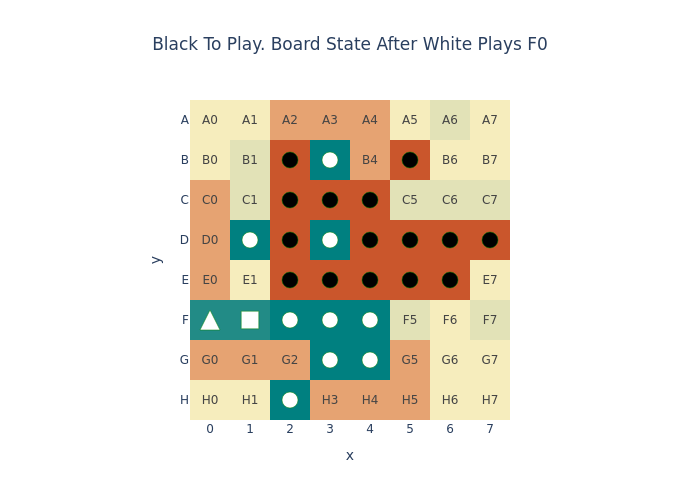 Black To Play. Board State After White Plays F0
A A0 A1 A2 A3 A4 A5 A6 A7
B B0 B1 B4 B6 B7
C C0 C1 C5 C6 C7
D D0
E E0 E1 E7
F F5 F6 F7
G G0 G1 G2 G5 G6 G7
H H0 H1 H3 H4 H5 H6 H7
0 1 2 3 4 5 6 7
x
y